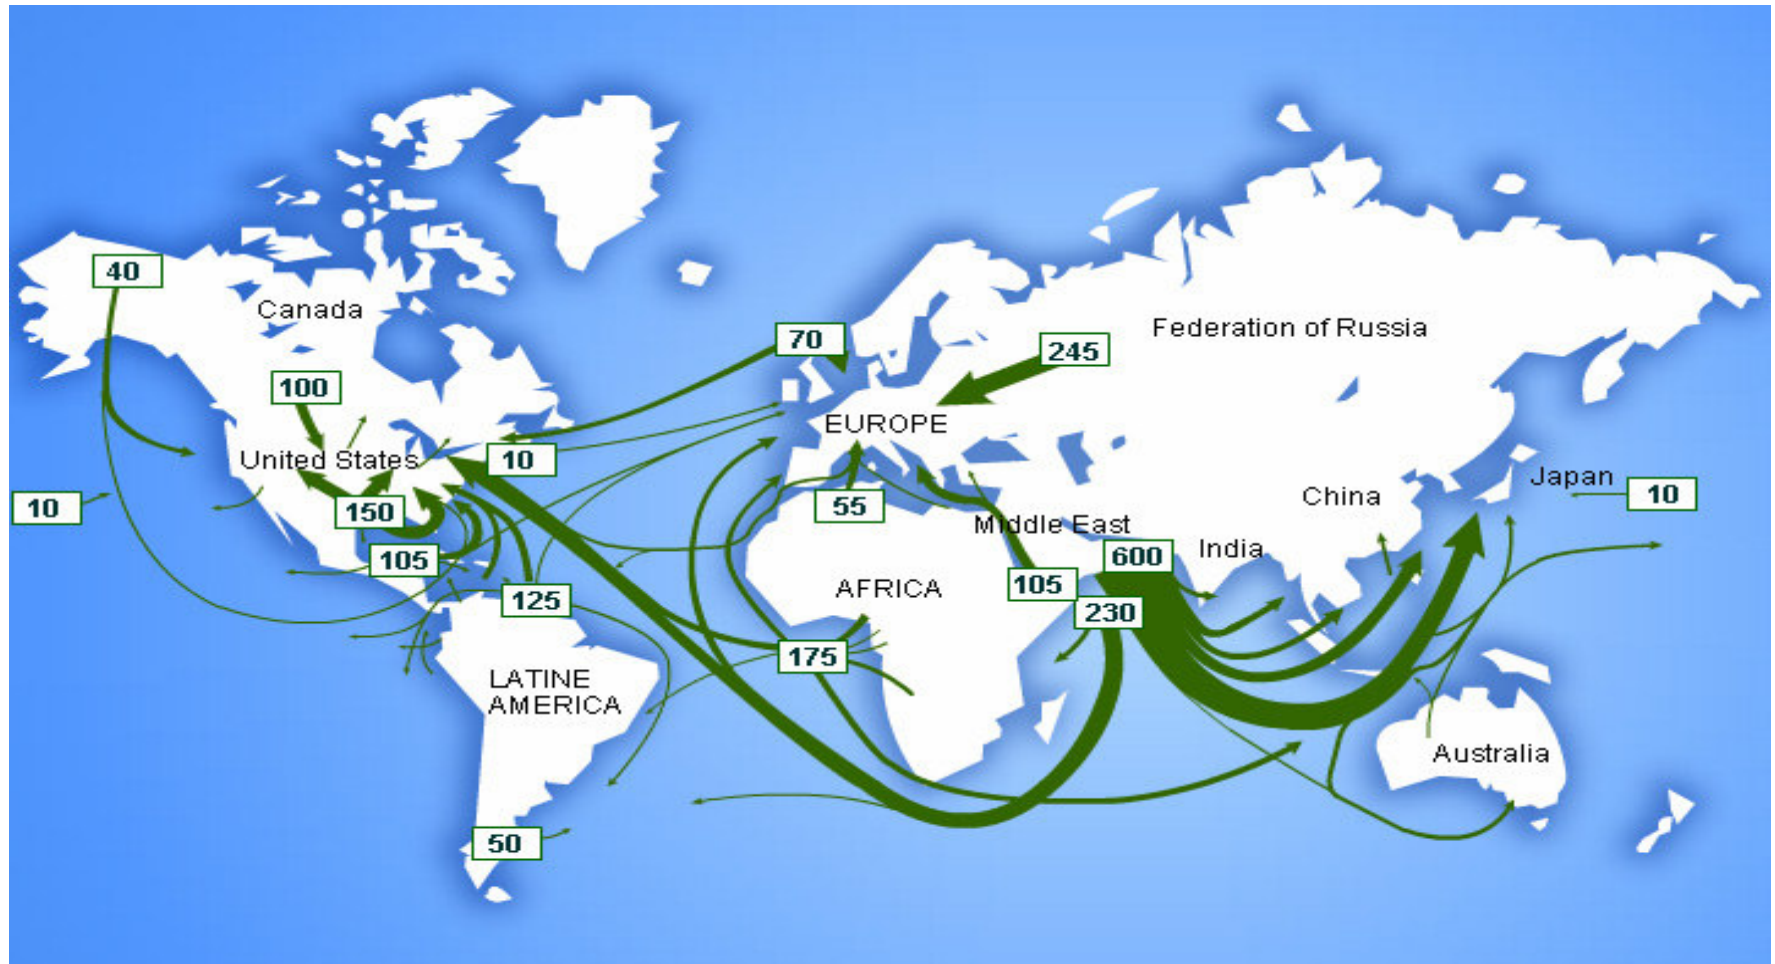 40
Canada
70
245
Federation of Russia
100
EUROPE
United States
10
Japan
10
150
55
China
10
Middle East
105
600
India
AFRICA
105
125
230
175
LATINE
AMERICA
Australia
50